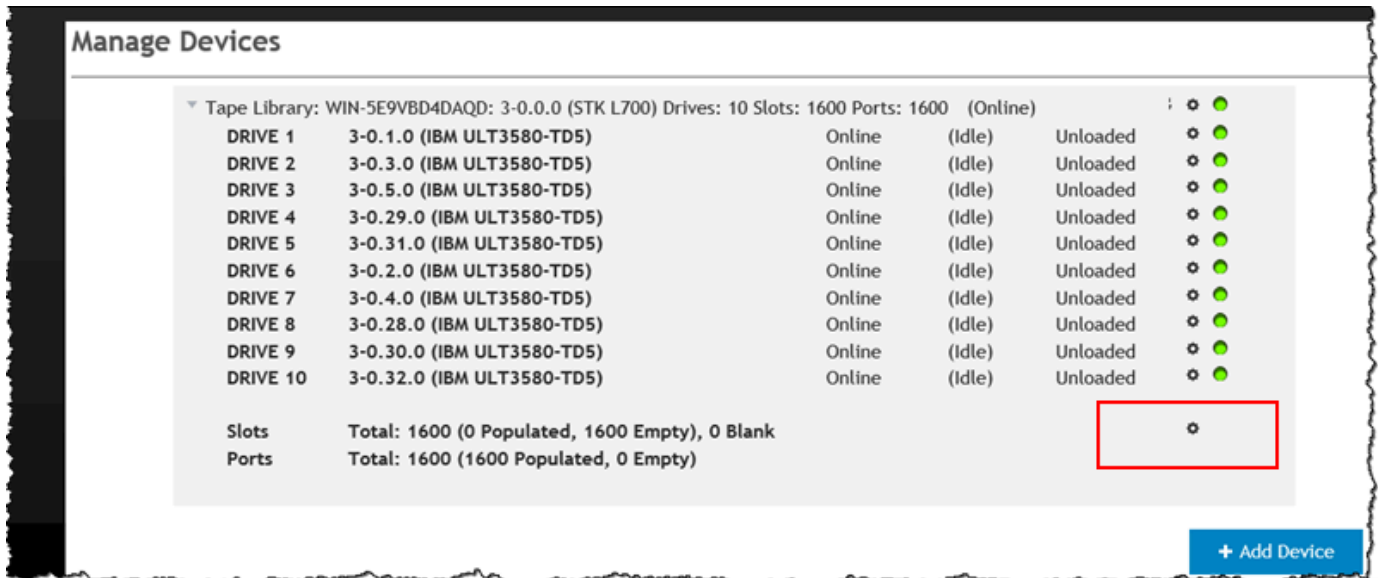 Manage Devices
Tape Library: WIN-5E9VBD4DAQD: 3-0.0.0 (STK L700) Drives: 10 Slots: 1600 Ports: 1600 (Online)
DRIVE 1 3-0.1.0 (IBM ULT3580-TD5) Online (Idle) Unloaded
DRIVE 2 3-0.3.0 (IBM ULT3580-TD5) Online (Idle) Unloaded
DRIVE 3 3-0.5.0 (IBM ULT3580-TD5) Online (Idle) Unloaded
DRIVE 4 3-0.29.0 (IBM ULT3580-TD5) Online (Idle) Unloaded
DRIVE 5 3-0.31.0 (IBM ULT3580-TD5) Online (Idle) Unloaded
DRIVE 6 3-0.2.0 (IBM ULT3580-TD5) Online (Idle) Unloaded
DRIVE 7 3-0.4.0 (IBM ULT3580-TD5) Online (Idle) Unloaded
DRIVE 8 3-0.28.0 (IBM ULT3580-TD5) Online (Idle) Unloaded
DRIVE 9 3-0.30.0 (IBM ULT3580-TD5) Online (Idle) Unloaded
DRIVE 10 3-0.32.0 (IBM ULT3580-TD5) Online (Idle) Unloaded
Slots Total: 1600 (0 Populated, 1600 Empty), 0 Blank
Ports Total: 1600 (1600 Populated, 0 Empty)
+ Add Device